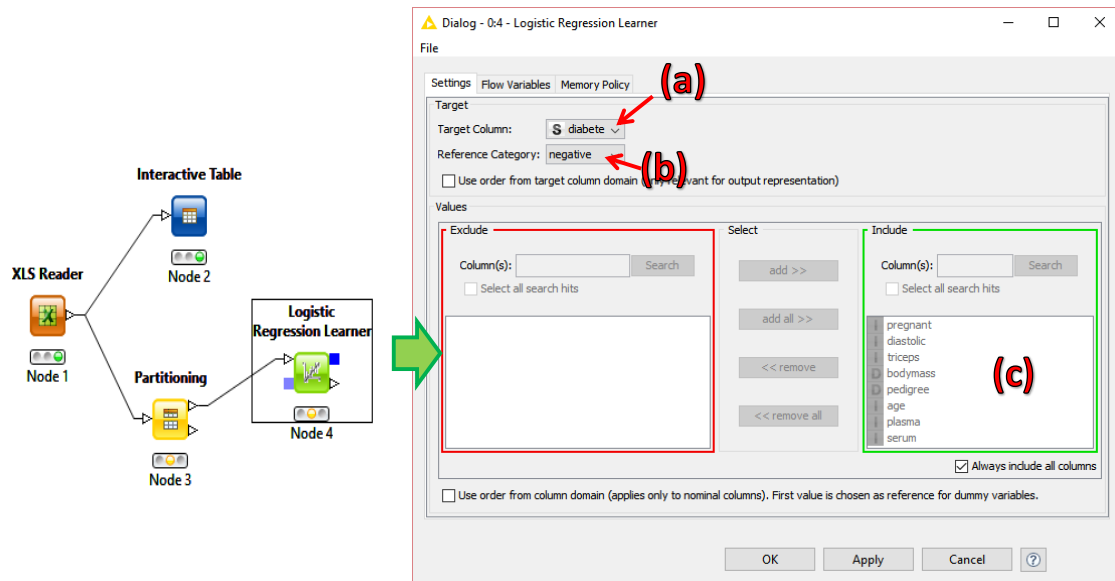 Interactive Table
Node 2
XLS Reader
Node 1
Logistic
Regression Learner
Node 4
Partitioning
Node 3
Dialog - 0:4 - Logistic Regression Learner
File
Settings Flow Variables Memory Policy
(a)
Target
Target Column: S diabete
Reference Category: negative
(b)
Use order from target column domain (only relevant for output representation)
Values
Exclude
Column(s): Search
Select all search hits
Select
add >>
add all >>
<< remove
<< remove all
Include
Column(s): Search
Select all search hits
I pregnant
I diastolic
I triceps
D bodymass
D pedigree
I age
I plasma
I serum
(c)
Always include all columns
Use order from column domain (applies only to nominal columns). First value is chosen as reference for dummy variables.
OK Apply Cancel ?